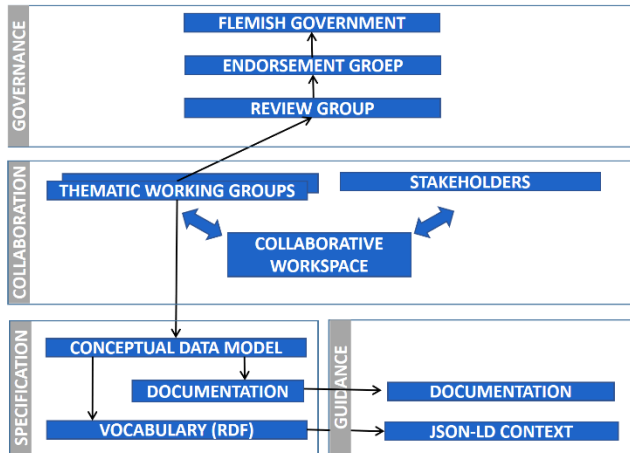 GOVERNANCE
FLEMISH GOVERNMENT
ENDORSEMENT GROEP
REVIEW GROUP
COLLABORATION
THEMATIC WORKING GROUPS
STAKEHOLDERS
COLLABORATIVE
WORKSPACE
SPECIFICATION
CONCEPTUAL DATA MODEL
DOCUMENTATION
VOCABULARY (RDF)
GUIDANCE
DOCUMENTATION
JSON-LD CONTEXT